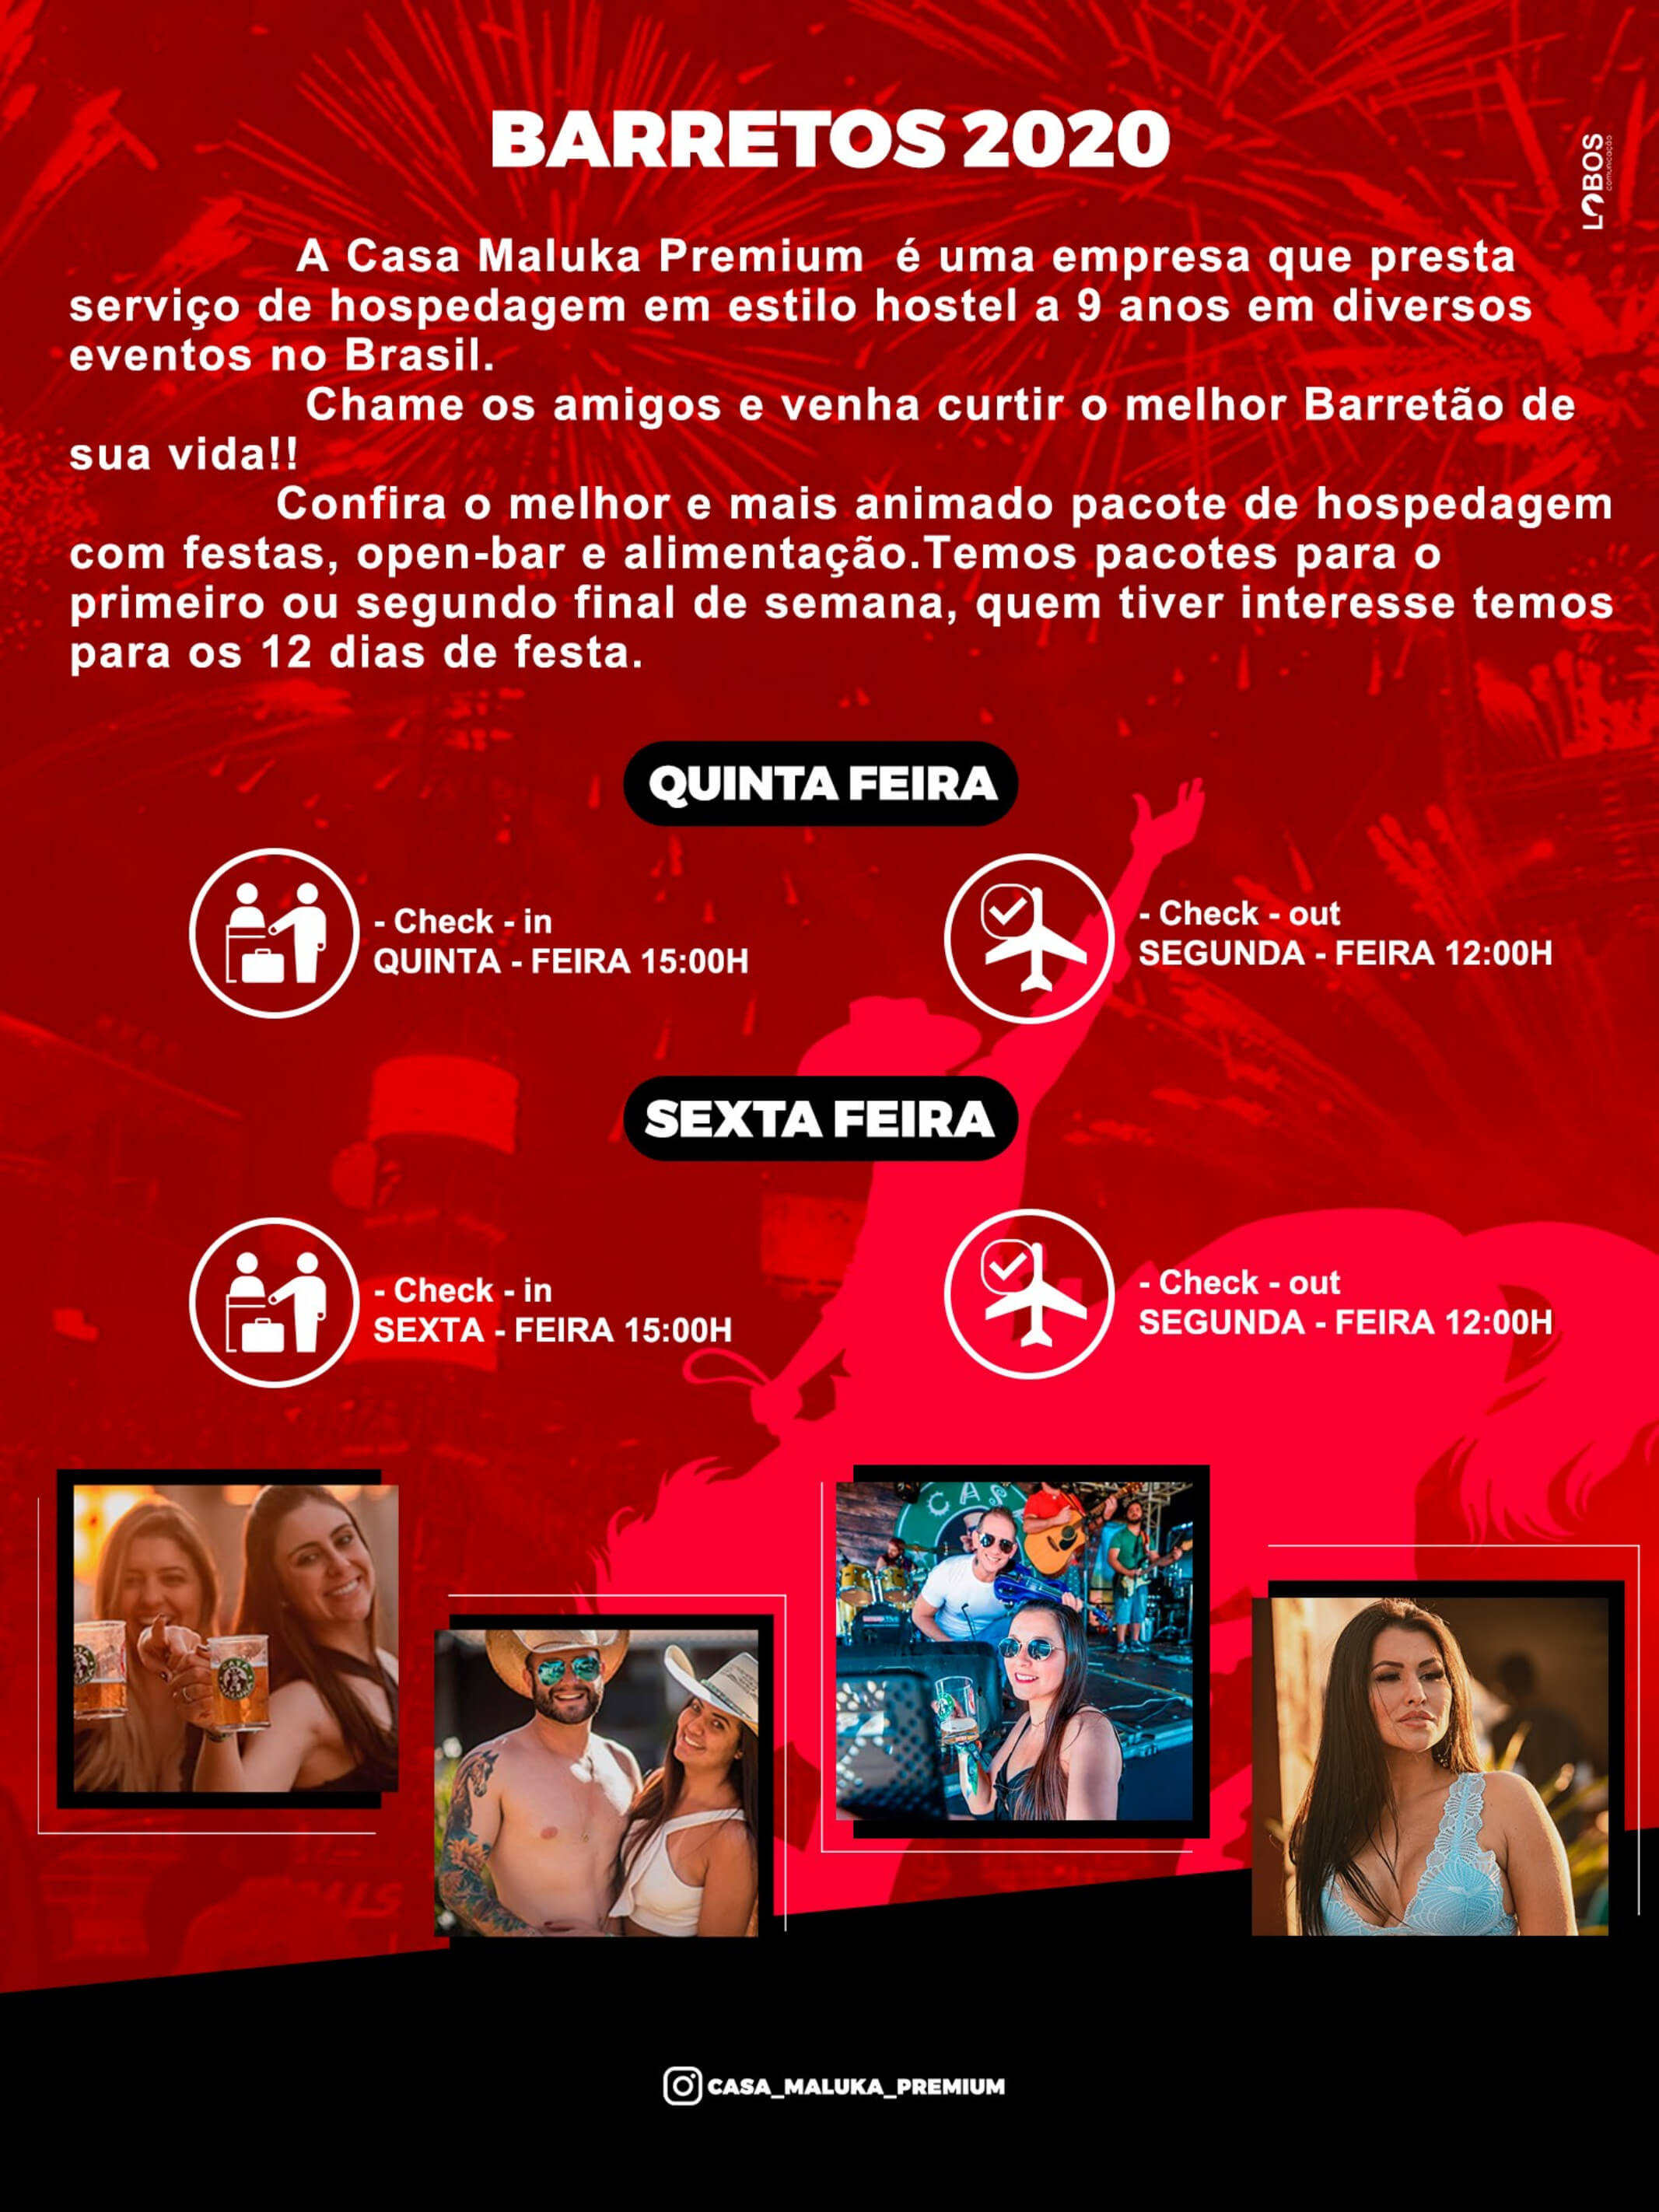 BARRETOS 2020
LOBOS
comunicação
A Casa Maluka Premium é uma empresa que presta
serviço de hospedagem em estilo hostel a 9 anos em diversos
eventos no Brasil.
Chame os amigos e venha curtir o melhor Barretão de
sua vida!!
Confira o melhor e mais animado pacote de hospedagem
com festas, open-bar e alimentação.Temos pacotes para o
primeiro ou segundo final de semana, quem tiver interesse temos
para os 12 dias de festa.
QUINTA FEIRA
- Check - in
QUINTA - FEIRA 15:00H
- Check - out
SEGUNDA - FEIRA 12:00H
SEXTA FEIRA
- Check - in
SEXTA - FEIRA 15:00H
- Check - out
SEGUNDA - FEIRA 12:00H
CASA_MALUKA_PREMIUM